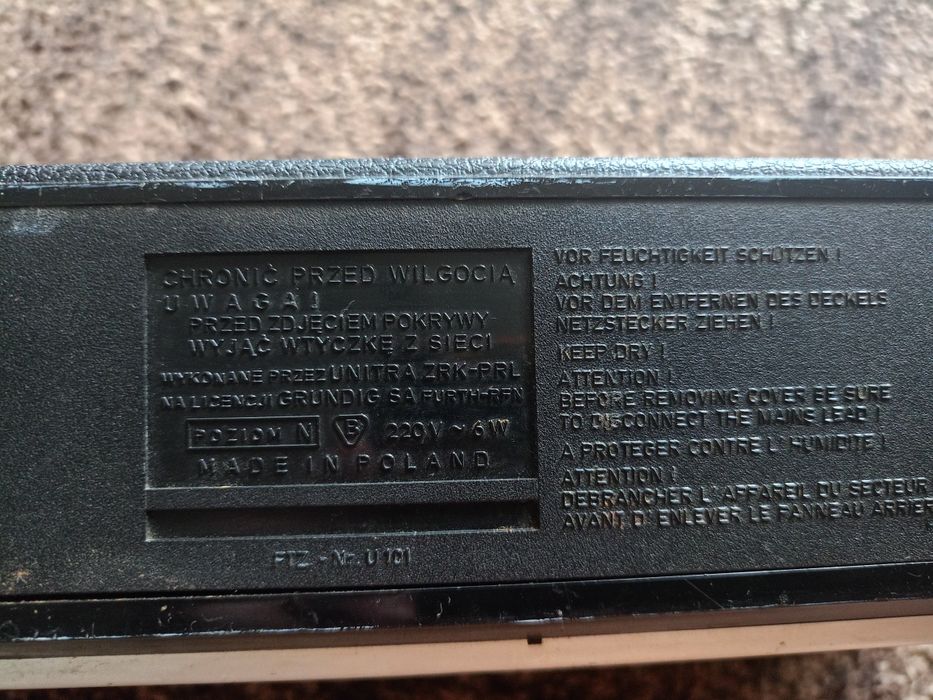 CHRONIĆ PRZED WILGOCIĄ
UWAGA!
PRZED ZDJĘCIEM POKRYWY
WYJĄĆ WTYCZKĘ Z SIECI
WYKONANE PRZEZ UNITRA ZRK-PRL
NA LICENCJI GRUNDIG SA FURTH-RFN
POZIOM N B 220V ~ 6W
MADE IN POLAND
FTZ - Nr. U 101
VOR FEUCHTIGKEIT SCHÜTZEN !
ACHTUNG !
VOR DEM ENTFERNEN DES DECKELS
NETZSTECKER ZIEHEN !
KEEP DRY !
ATTENTION !
BEFORE REMOVING COVER BE SURE
TO DISCONNECT THE MAINS LEAD !
A PROTEGER CONTRE L' HUMIDITE !
ATTENTION !
DEBRANCHER L' APPAREIL DU SECTEUR
AVANT D' ENLEVER LE PANNEAU ARRIER